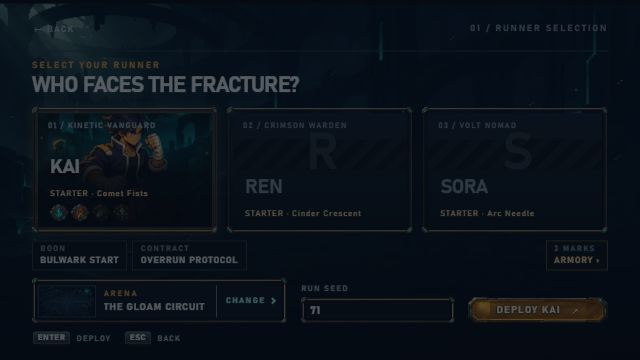 ← BACK
01 / RUNNER SELECTION
SELECT YOUR RUNNER
WHO FACES THE FRACTURE?
01 / KINETIC VANGUARD
KAI
STARTER · Comet Fists
02 / CRIMSON WARDEN
R
REN
STARTER · Cinder Crescent
03 / VOLT NOMAD
S
SORA
STARTER · Arc Needle
BOON
BULWARK START
CONTRACT
OVERRUN PROTOCOL
3 MARKS
ARMORY ›
ARENA
THE GLOAM CIRCUIT
CHANGE ›
RUN SEED
71
DEPLOY KAI ↗
ENTER DEPLOY ESC BACK